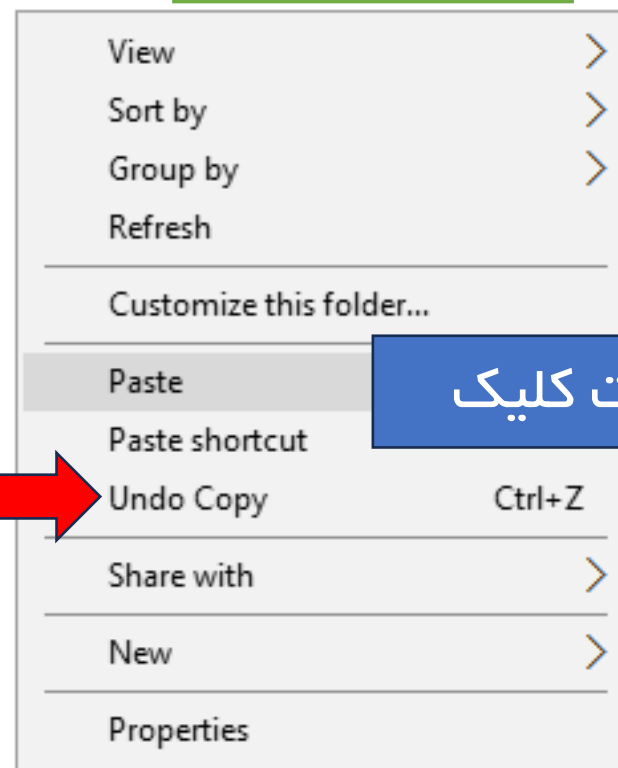 View
Sort by
Group by
Refresh
Customize this folder...
Paste
کلیک
Paste shortcut
Undo Copy Ctrl+Z
Share with
New
Properties